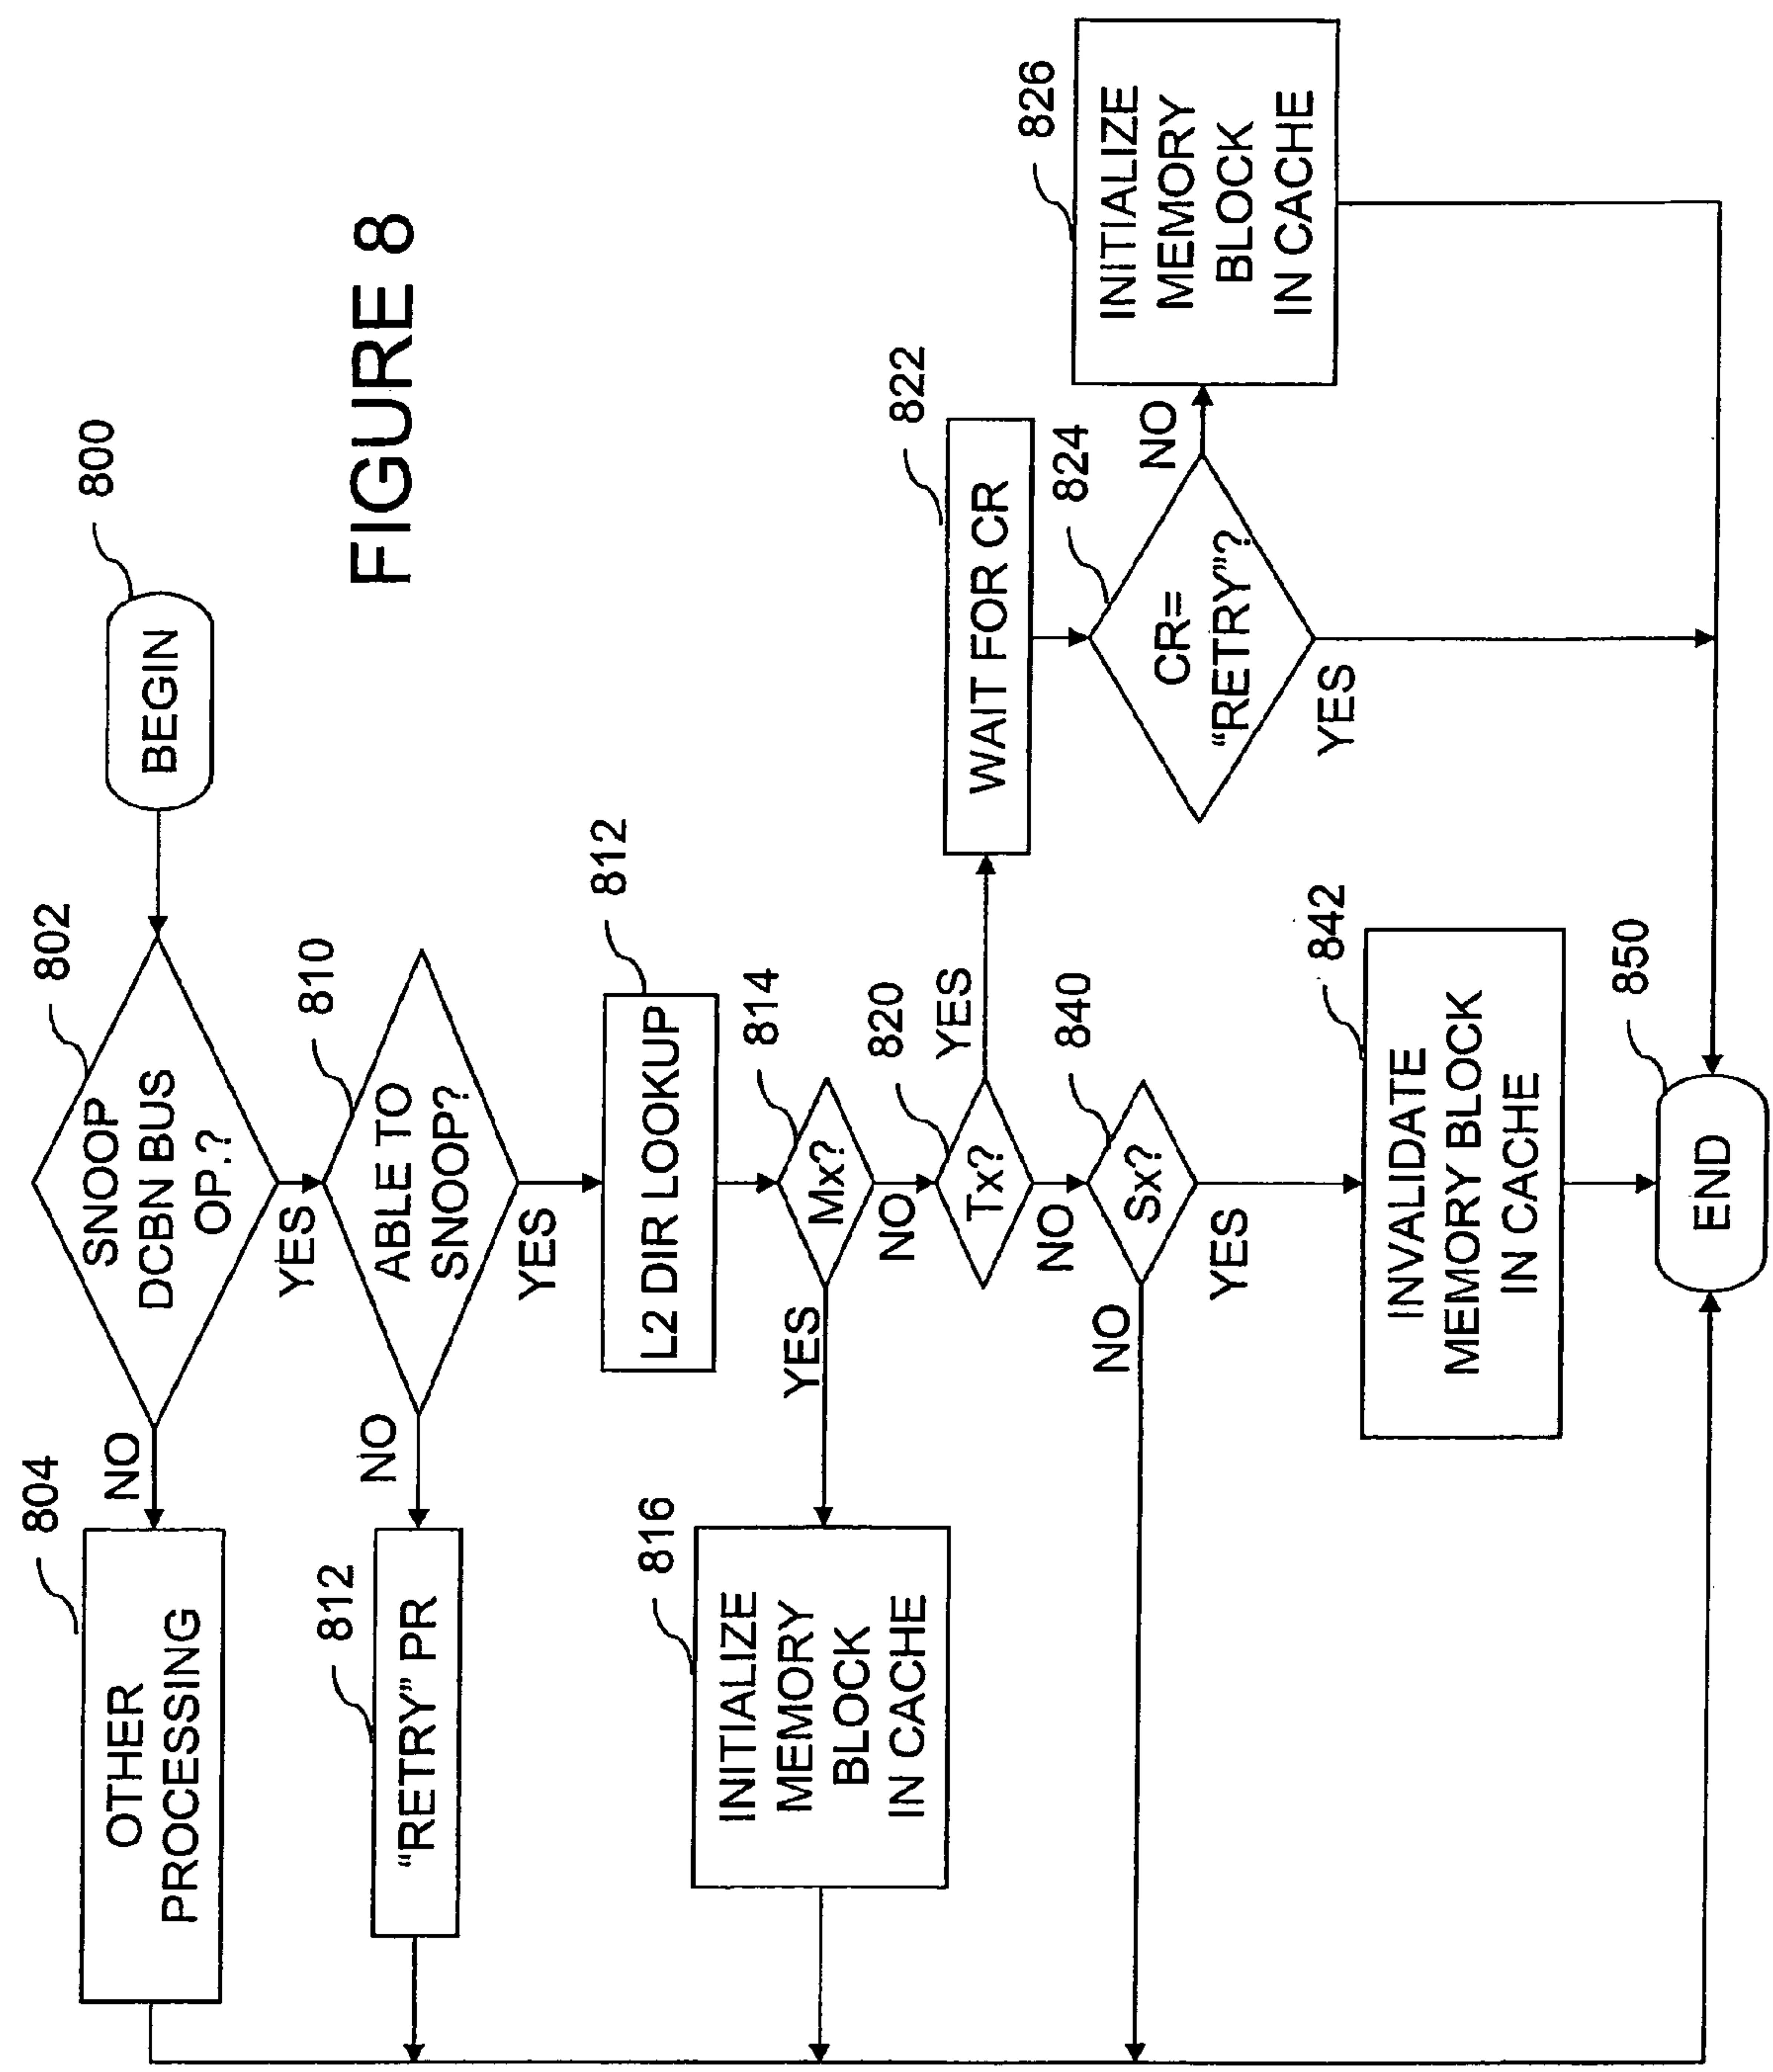 FIGURE 8
BEGIN
800
SNOOP
DCBN BUS
OP.?
802
NO
YES
OTHER
PROCESSING
804
ABLE TO
SNOOP?
810
NO
YES
"RETRY" PR
812
L2 DIR LOOKUP
812
Mx?
814
YES
NO
INITIALIZE
MEMORY
BLOCK
IN CACHE
816
Tx?
820
YES
NO
WAIT FOR CR
822
CR=
"RETRY"?
824
NO
YES
INITIALIZE
MEMORY
BLOCK
IN CACHE
826
Sx?
840
NO
YES
INVALIDATE
MEMORY BLOCK
IN CACHE
842
END
850